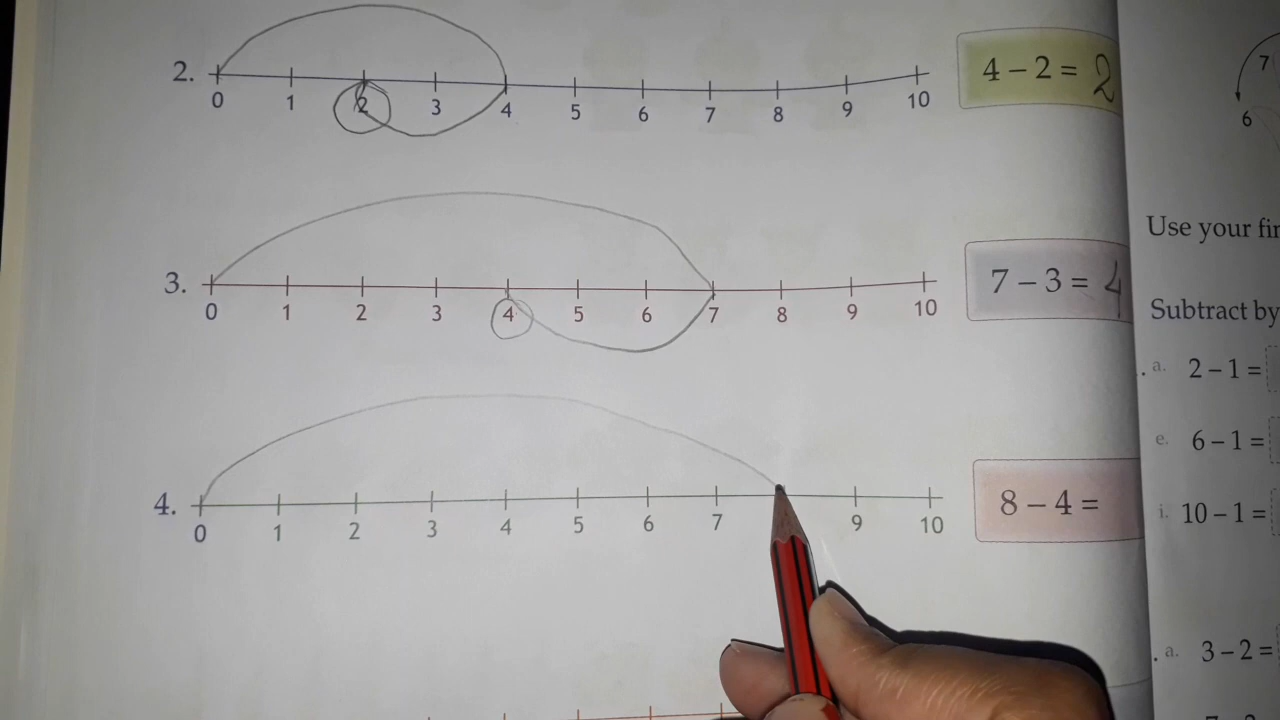 2. 0 1 2 3 4 5 6 7 8 9 10 4 – 2 = 2
7
6
3. 0 1 2 3 4 5 6 7 8 9 10 7 – 3 = 4
4. 0 1 2 3 4 5 6 7 9 10 8 – 4 =
Use your
Subtract by
a. 2 – 1 =
e. 6 – 1 =
i. 10 – 1 =
a. 3 – 2 =